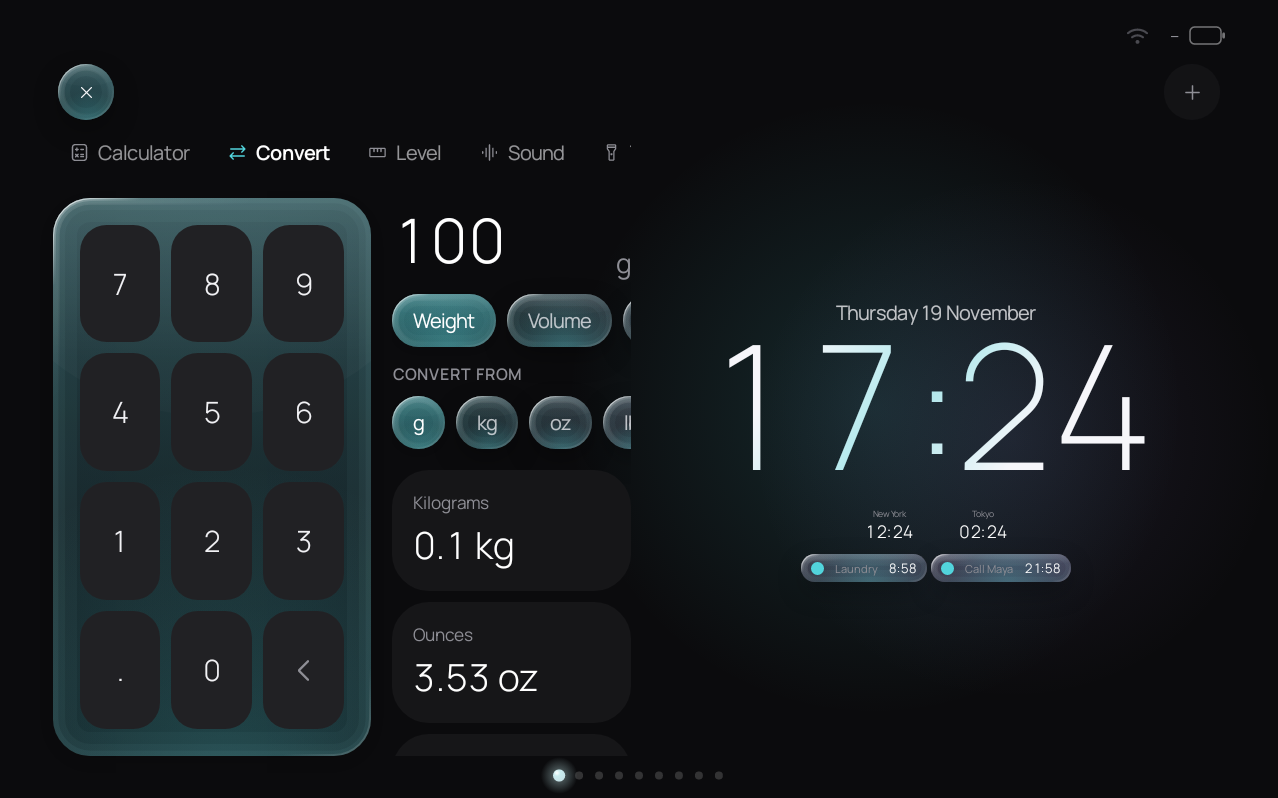 –
Calculator Convert Level Sound
7 8 9
4 5 6
1 2 3
. 0
100
g
Weight Volume
CONVERT FROM
g kg oz
Kilograms
0.1 kg
Ounces
3.53 oz
Thursday 19 November
17:24
New York Tokyo
12:24 02:24
Laundry 8:58 Call Maya 21:58